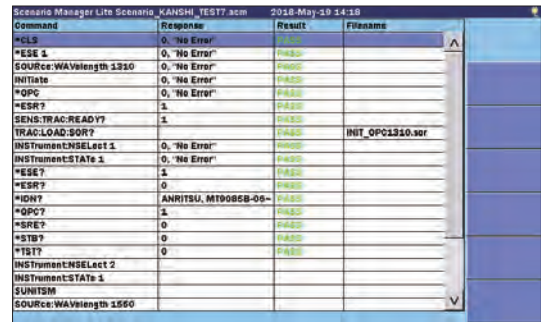 Scenario Manager Lite Scenario_KANSHI_TEST7.scm 2018-May-19 14:18
Command Response Result Filename
*CLS 0, "No Error" PASS
*ESE 1 0, "No Error" PASS
SOURce:WAVelength 1310 0, "No Error" PASS
INITiate 0, "No Error" PASS
*OPC 0, "No Error" PASS
*ESR? 1 PASS
SENS:TRAC:READY? 1 PASS
TRAC:LOAD:SOR? PASS INIT_OPC1310.sor
INSTrument:NSELect 1 0, "No Error" PASS
INSTrument:STATe 1 0, "No Error" PASS
*ESE? 1 PASS
*ESR? 0 PASS
*IDN? ANRITSU, MT9085B-06~ PASS
*OPC? 1 PASS
*SRE? 0 PASS
*STB? 0 PASS
*TST? 0 PASS
INSTrument:NSELect 2
INSTrument:STATe 1
SUNITSM
SOURce:WAVelength 1550